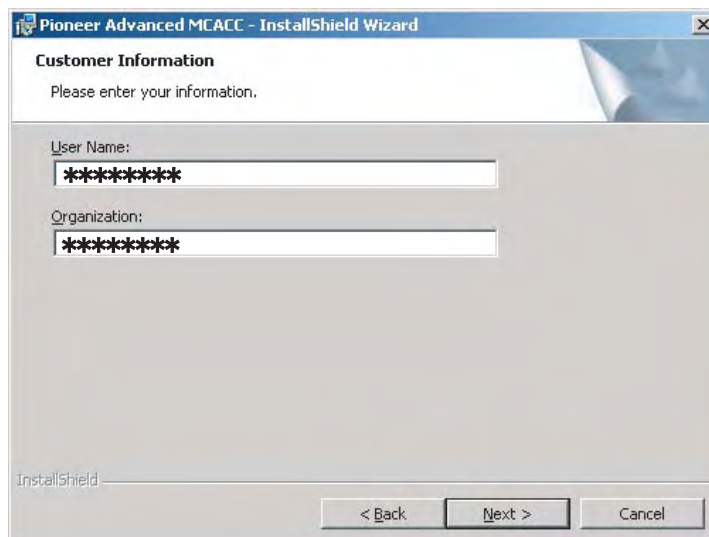 Pioneer Advanced MCACC - InstallShield Wizard
Customer Information
Please enter your information.
User Name:
********
Organization:
********
InstallShield
< Back Next > Cancel